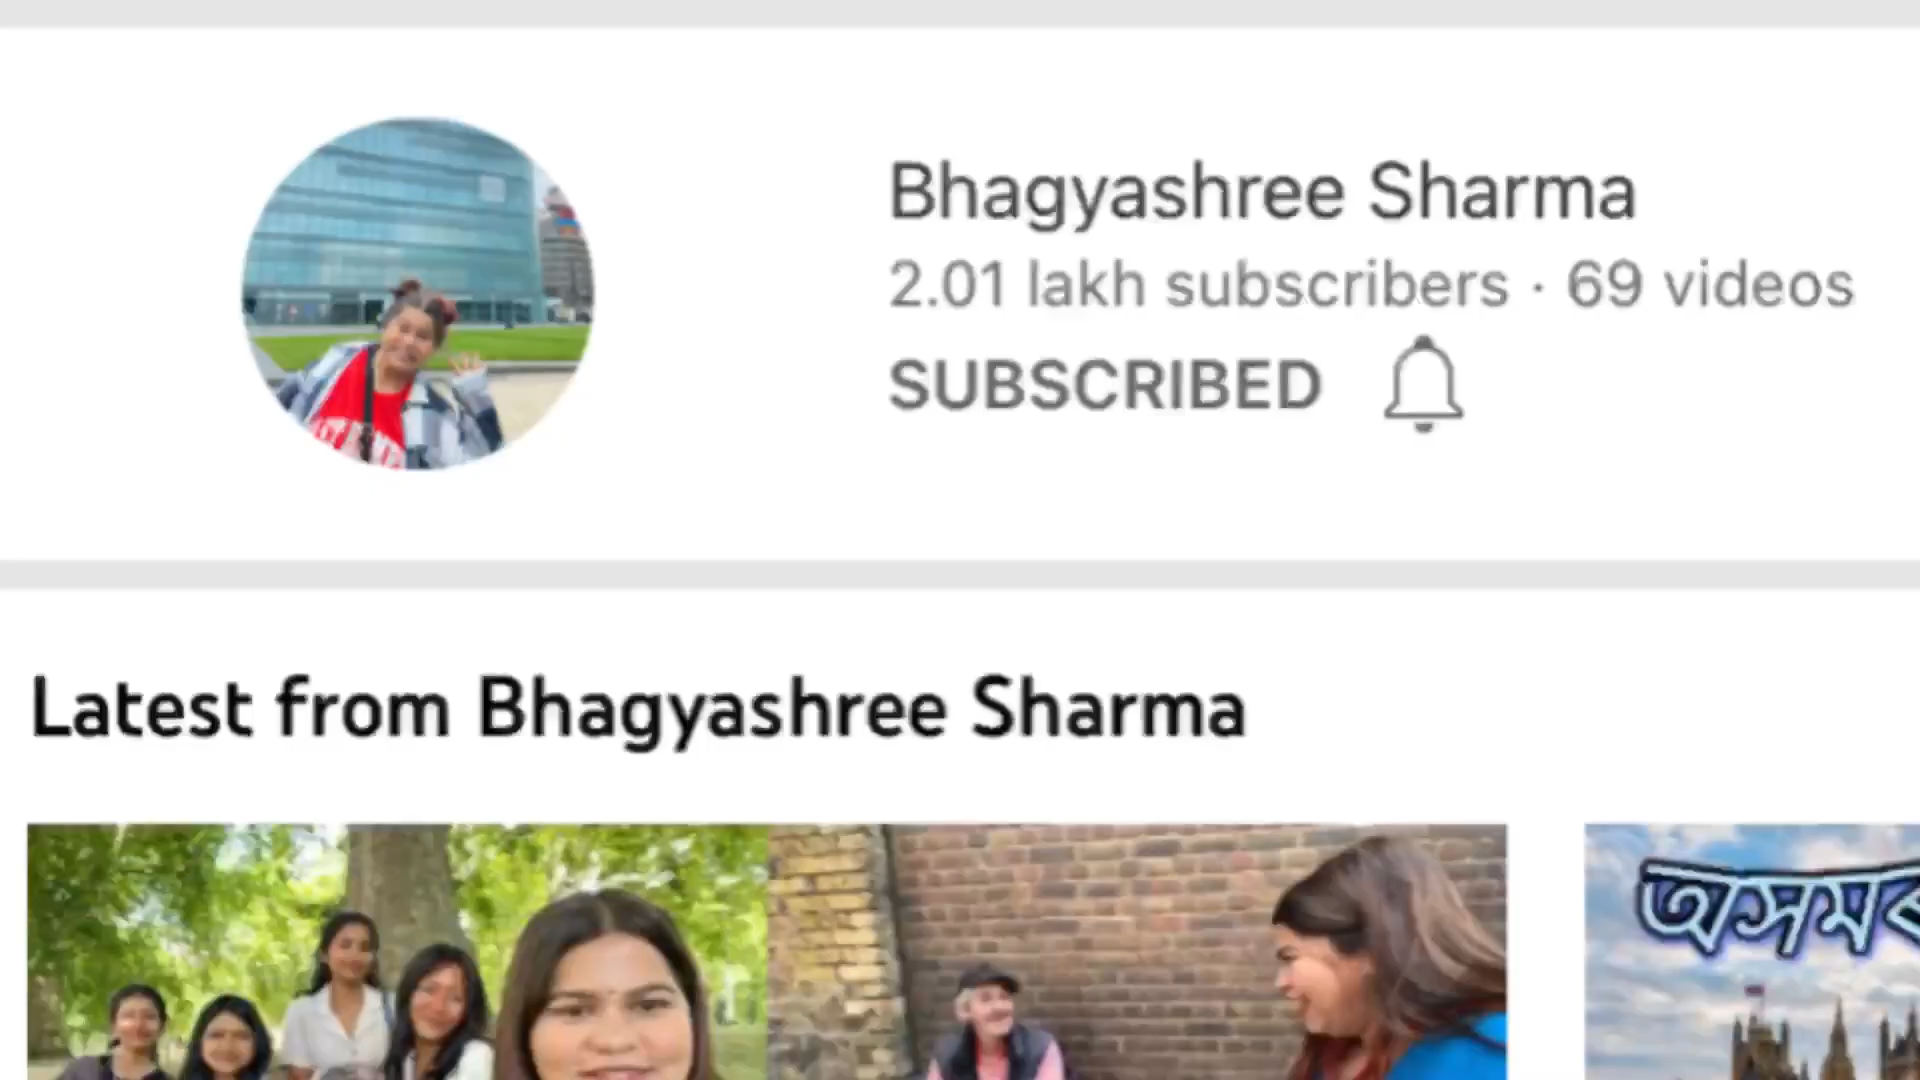 Bhagyashree Sharma
2.01 lakh subscribers · 69 videos
SUBSCRIBED
Latest from Bhagyashree Sharma